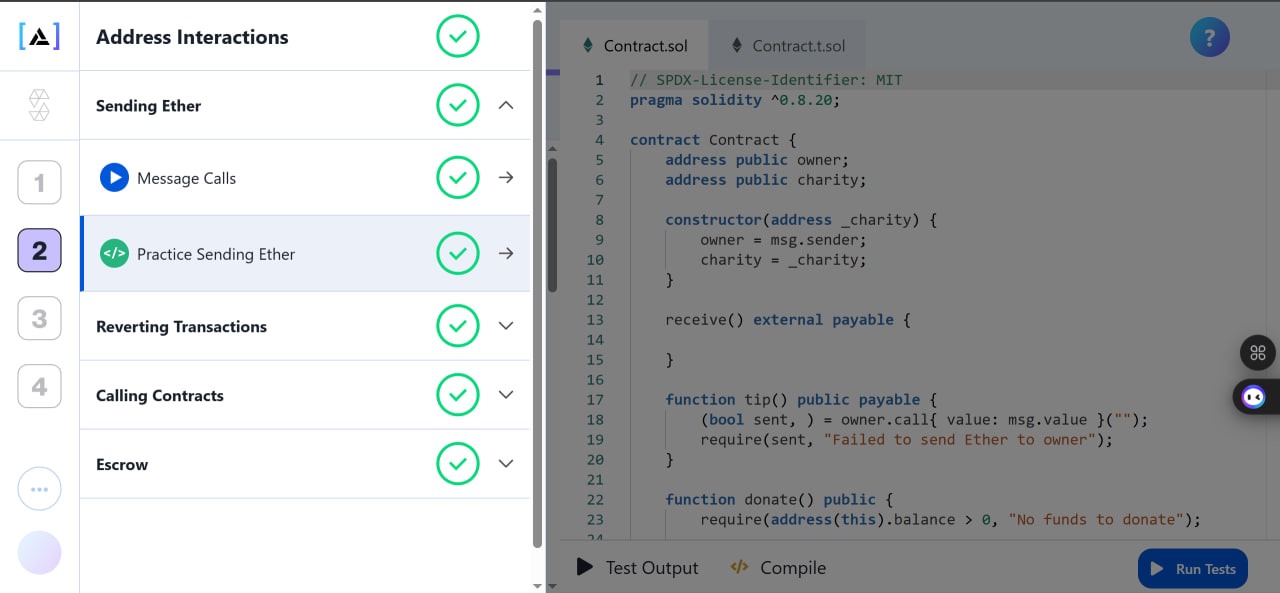 Address Interactions
Sending Ether
Message Calls
</> Practice Sending Ether
Reverting Transactions
Calling Contracts
Escrow
1
2
3
4
Contract.sol
Contract.t.sol
?
1 // SPDX-License-Identifier: MIT
2 pragma solidity ^0.8.20;
3
4 contract Contract {
5 address public owner;
6 address public charity;
7
8 constructor(address _charity) {
9 owner = msg.sender;
10 charity = _charity;
11 }
12
13 receive() external payable {
14
15 }
16
17 function tip() public payable {
18 (bool sent, ) = owner.call{ value: msg.value }("");
19 require(sent, "Failed to send Ether to owner");
20 }
21
22 function donate() public {
23 require(address(this).balance > 0, "No funds to donate");
24
Test Output
</> Compile
Run Tests